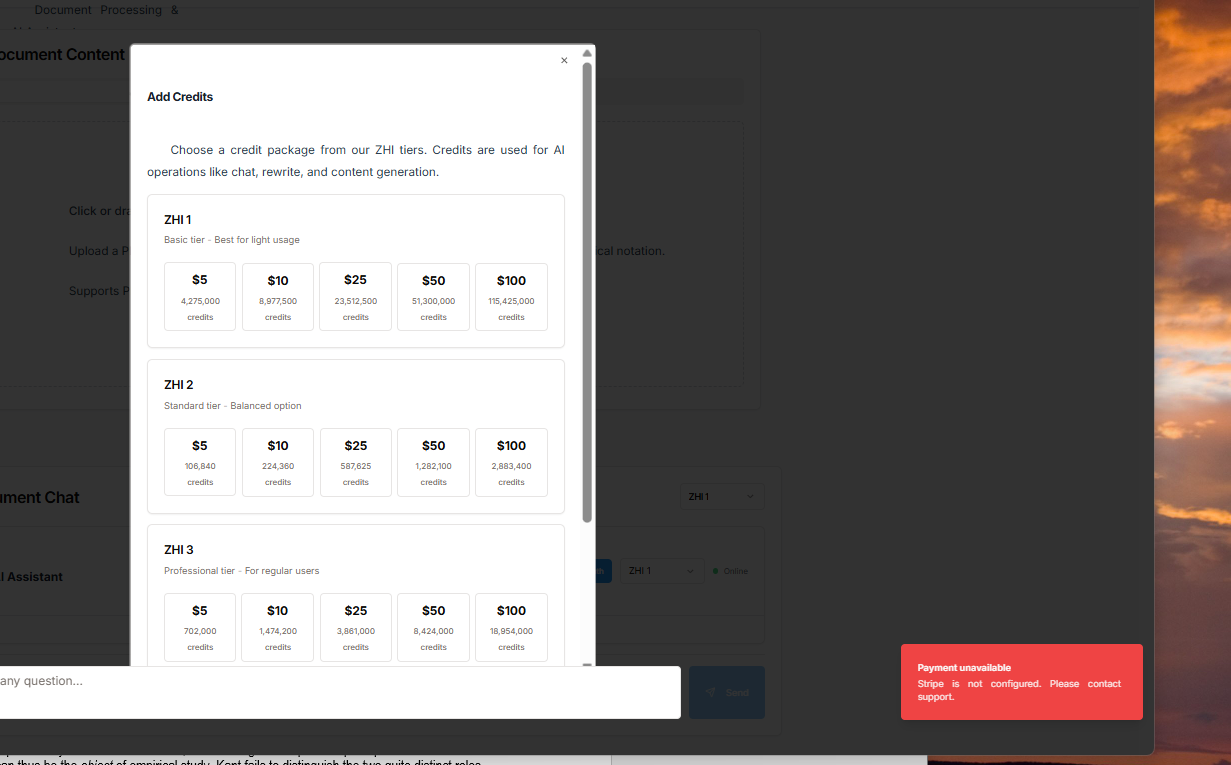 Document Processing &
ocument Content
×
Add Credits
Choose a credit package from our ZHI tiers. Credits are used for AI
operations like chat, rewrite, and content generation.
ZHI 1
Basic tier - Best for light usage
$5 $10 $25 $50 $100
4,275,000 8,977,500 23,512,500 51,300,000 115,425,000
credits credits credits credits credits
Click or dra
Upload a P
cal notation.
Supports P
ZHI 2
Standard tier - Balanced option
$5 $10 $25 $50 $100
106,840 224,360 587,625 1,282,100 2,883,400
credits credits credits credits credits
ument Chat
ZHI 1
ZHI 3
Professional tier - For regular users
$5 $10 $25 $50 $100
702,000 1,474,200 3,861,000 8,424,000 18,954,000
credits credits credits credits credits
I Assistant
ZHI 1
Online
any question...
Send
Payment unavailable
Stripe is not configured. Please contact
support.
thus be the object of empirical study. Kant fails to distinguish the two quite distinct roles